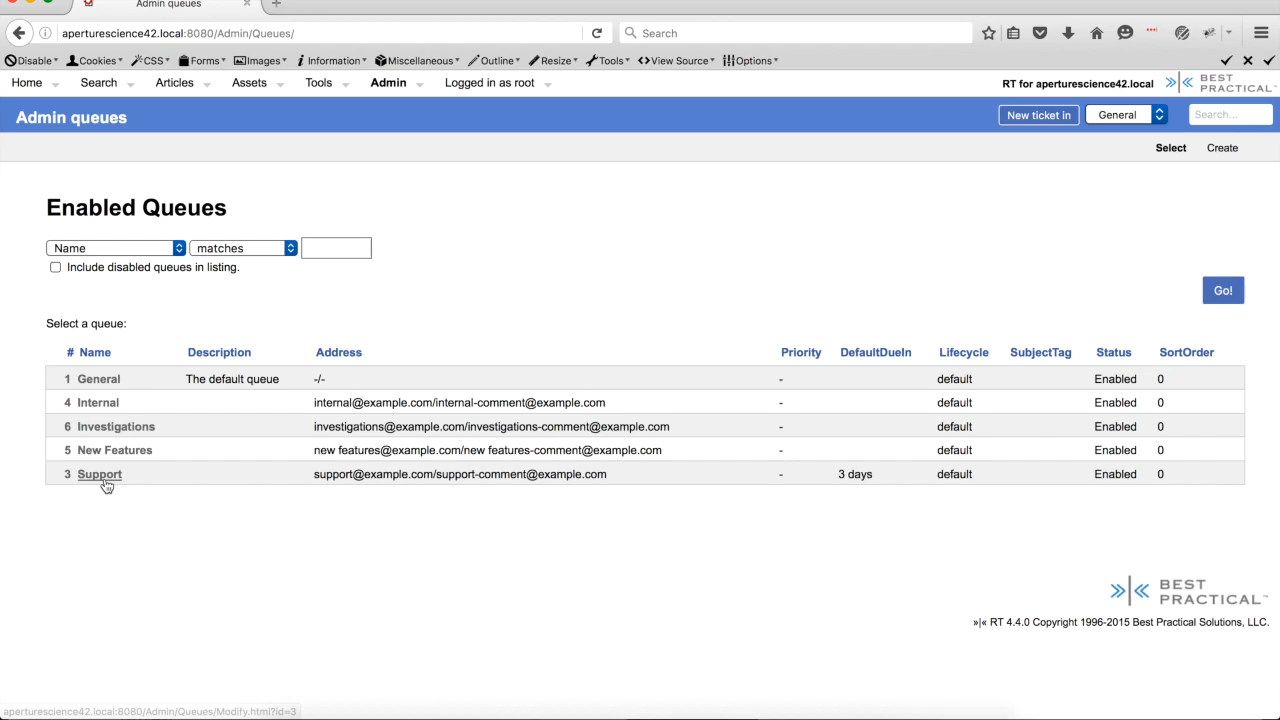 Admin queues
aperturescience42.local:8080/Admin/Queues/
Search
Disable Cookies CSS Forms Images Information Miscellaneous Outline Resize Tools View Source Options
Home Search Articles Assets Tools Admin Logged in as root
RT for aperturescience42.local
BEST PRACTICAL™
Admin queues
New ticket in General Search...
Select Create
Enabled Queues
Name matches
Include disabled queues in listing.
Go!
Select a queue:
# Name Description Address Priority DefaultDueIn Lifecycle SubjectTag Status SortOrder
1 General The default queue -/- - default Enabled 0
4 Internal internal@example.com/internal-comment@example.com - default Enabled 0
6 Investigations investigations@example.com/investigations-comment@example.com - default Enabled 0
5 New Features new features@example.com/new features-comment@example.com - default Enabled 0
3 Support support@example.com/support-comment@example.com - 3 days default Enabled 0
BEST
PRACTICAL™
»|« RT 4.4.0 Copyright 1996-2015 Best Practical Solutions, LLC.
aperturescience42.local:8080/Admin/Queues/Modify.html?id=3